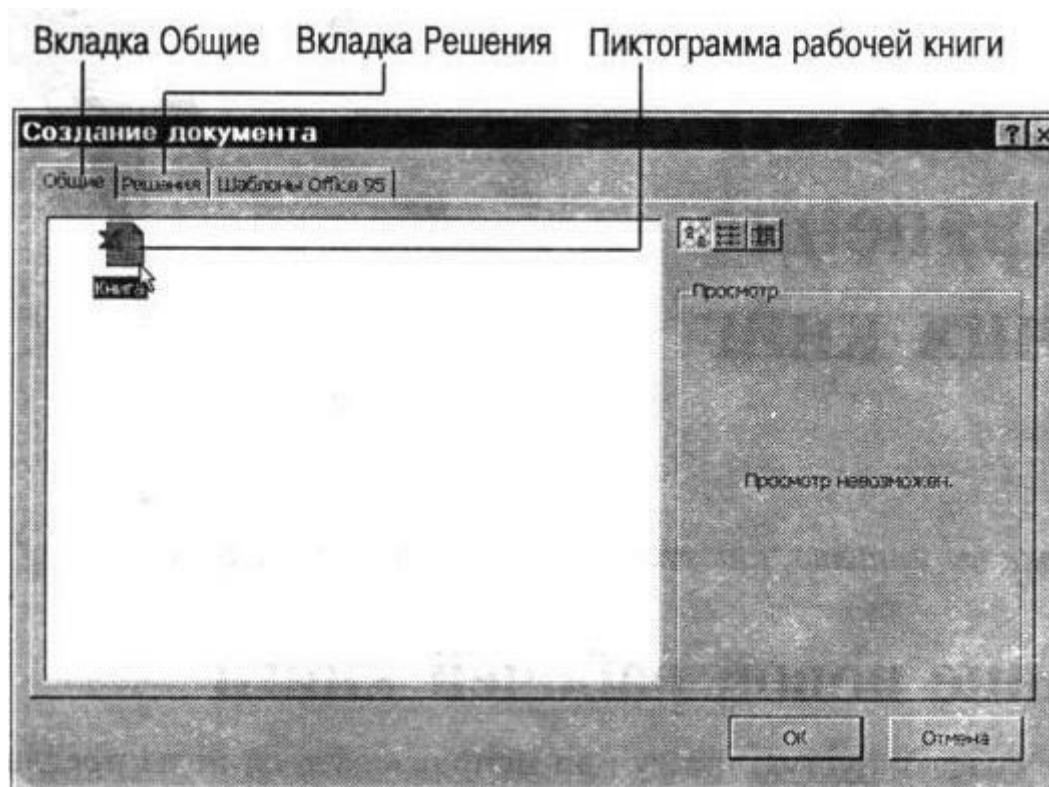 Вкладка Общие Вкладка Решения Пиктограмма рабочей книги
Создание документа
Общие Решения Шаблоны Office 95
Книга
Просмотр
Просмотр невозможен.
ОК Отмена